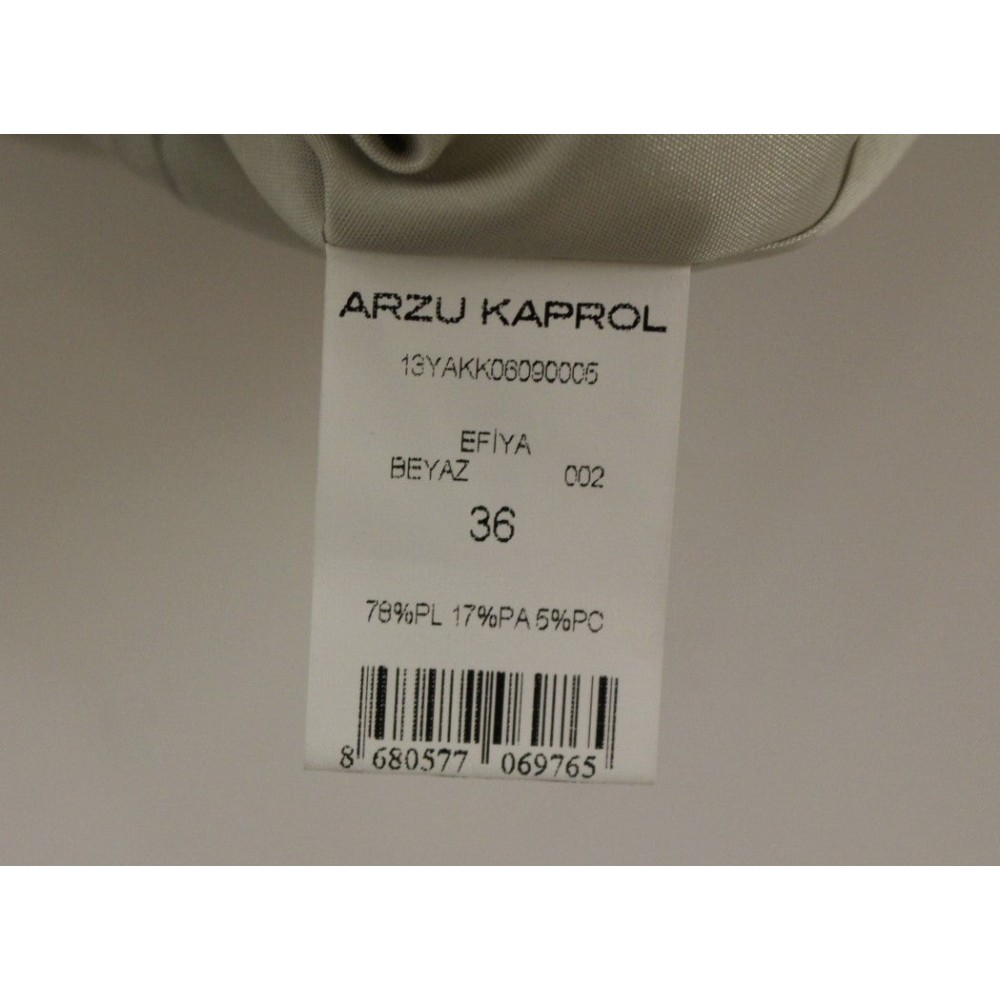 ARZU KAPROL
13YAKK06090005
EFİYA
BEYAZ 002
36
78%PL 17%PA 5%PC
8 680577 069765